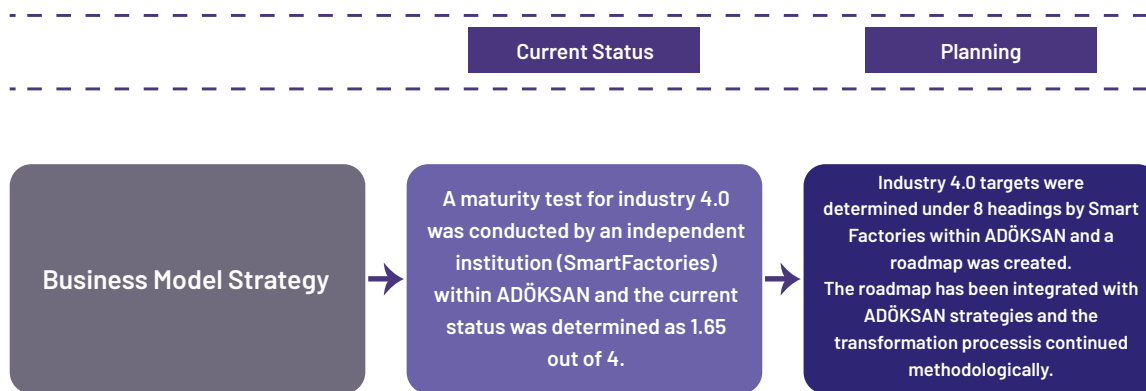 Current Status
Planning
Business Model Strategy
A maturity test for industry 4.0
was conducted by an independent
institution (SmartFactories)
within ADÖKSAN and the current
status was determined as 1.65
out of 4.
Industry 4.0 targets were
determined under 8 headings by Smart
Factories within ADÖKSAN and a
roadmap was created.
The roadmap has been integrated with
ADÖKSAN strategies and the
transformation processis continued
methodologically.